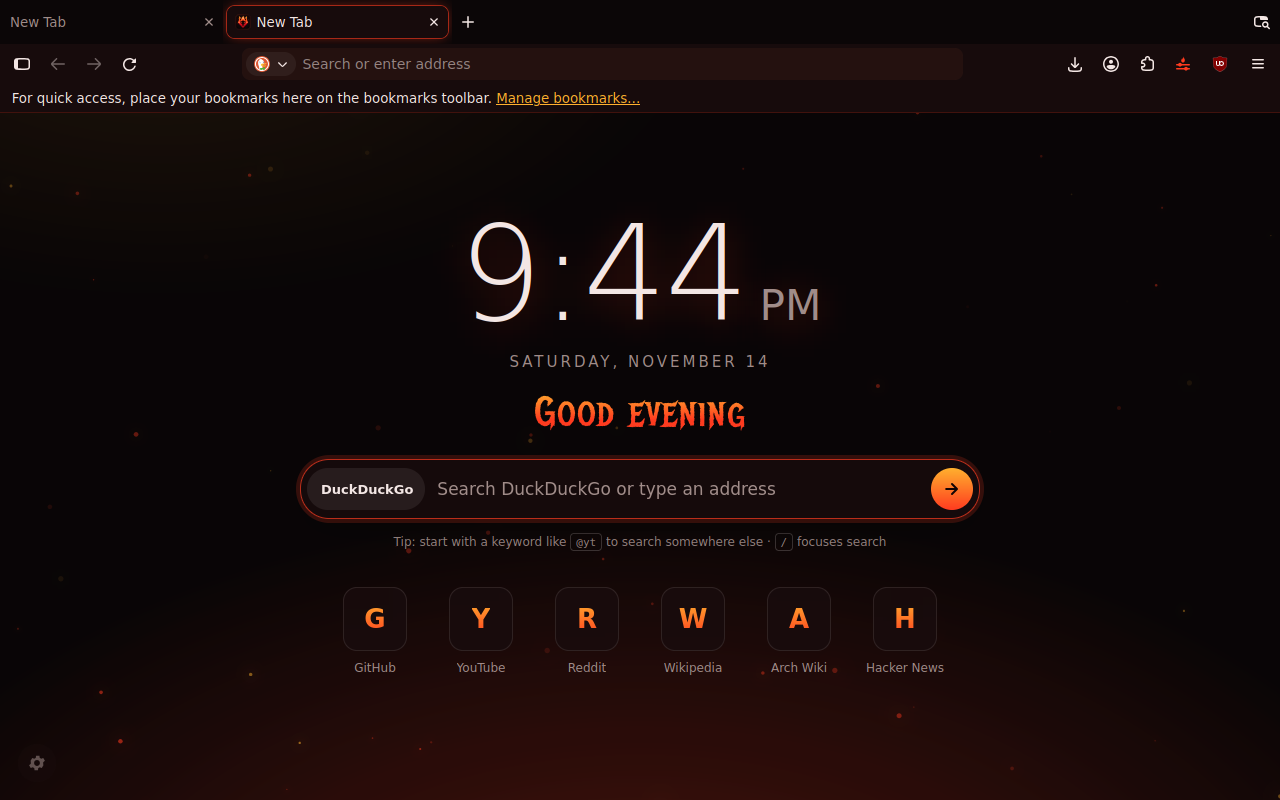 New Tab
New Tab
Search or enter address
For quick access, place your bookmarks here on the bookmarks toolbar. Manage bookmarks...
9:44 PM
SATURDAY, NOVEMBER 14
Good evening
DuckDuckGo Search DuckDuckGo or type an address
Tip: start with a keyword like @yt to search somewhere else · / focuses search
G Y R W A H
GitHub YouTube Reddit Wikipedia Arch Wiki Hacker News